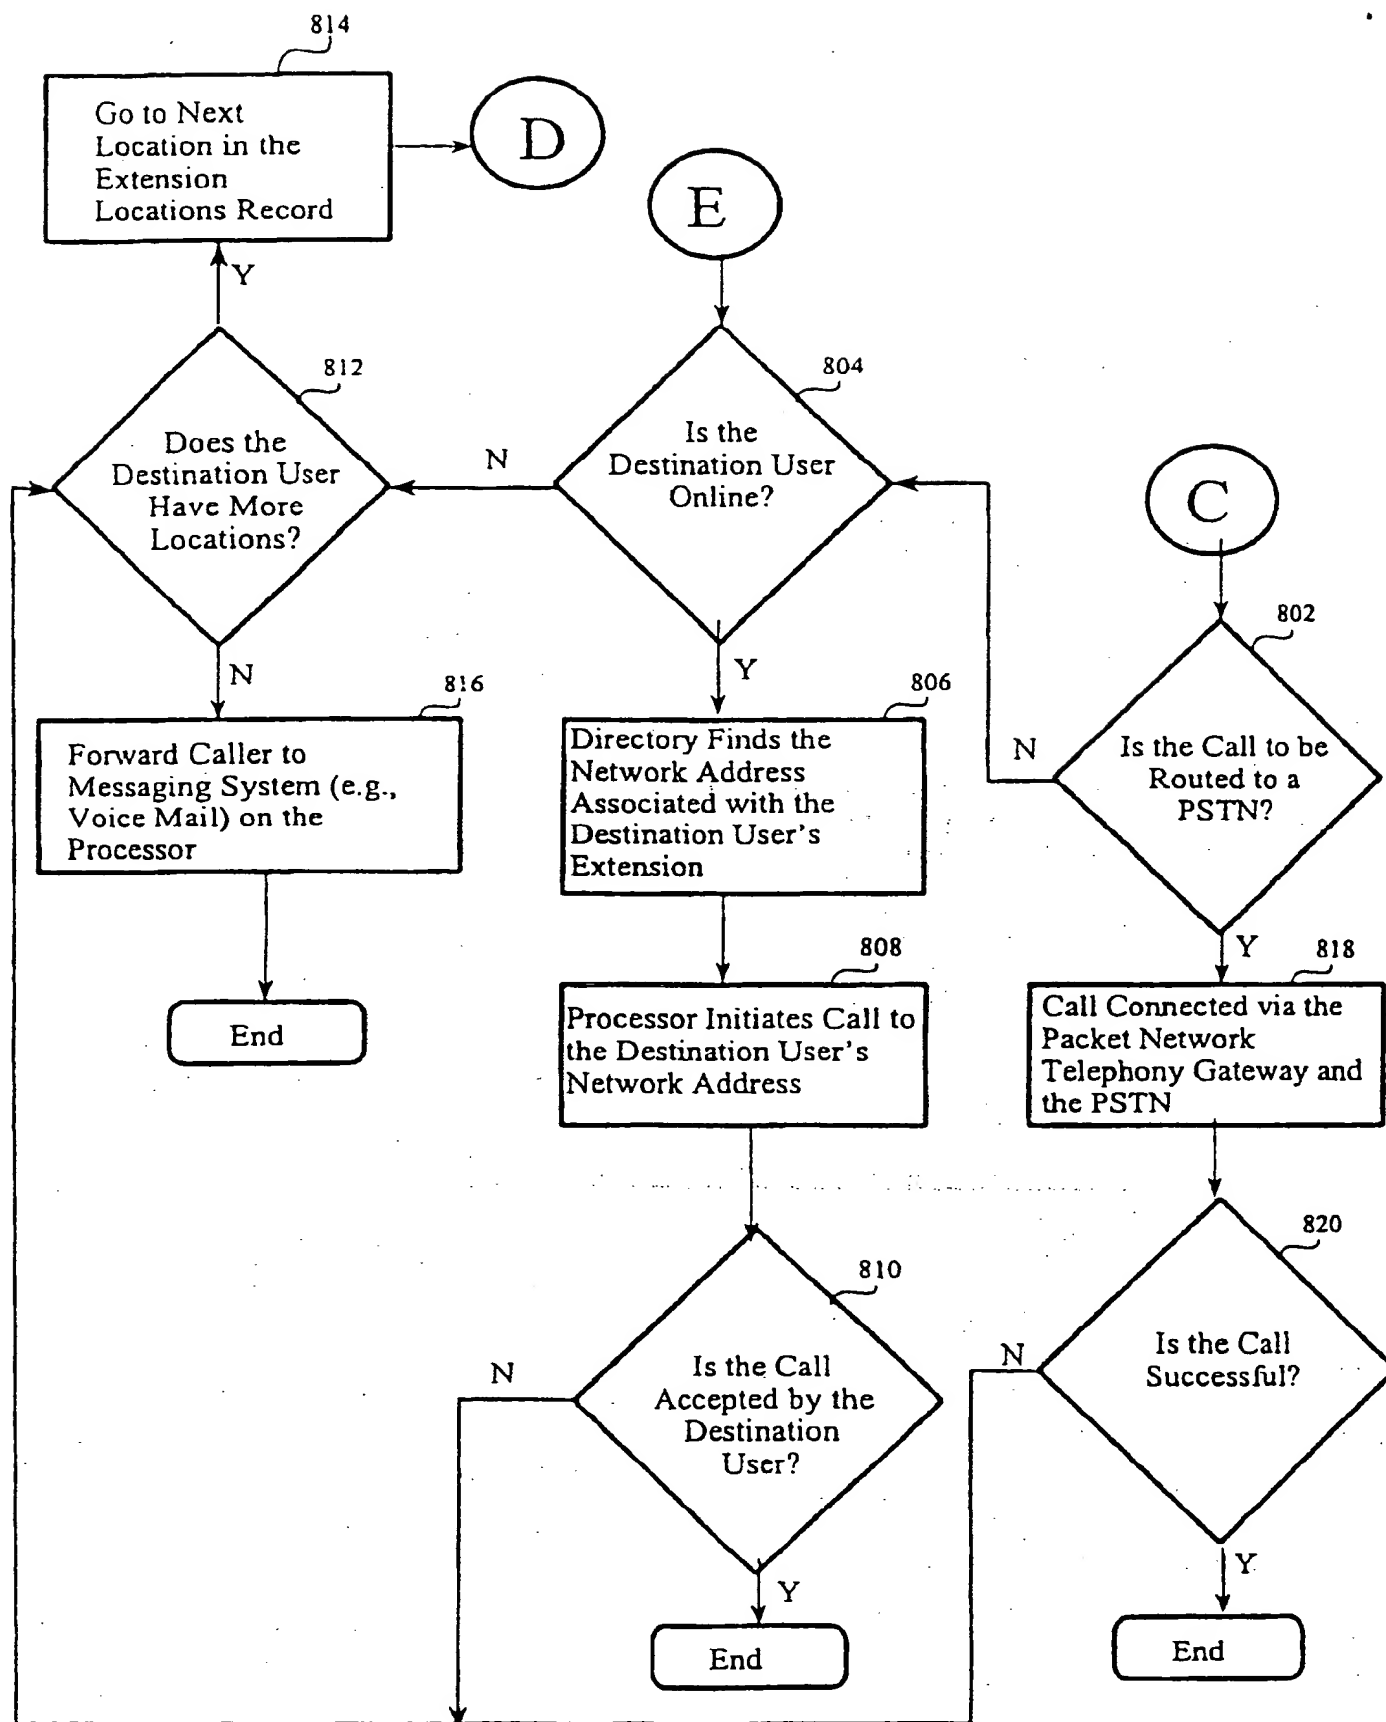 814
Go to Next
Location in the
Extension
Locations Record
D
E
Y
812
Does the
Destination User
Have More
Locations?
N
804
Is the
Destination User
Online?
C
802
Is the Call to be
Routed to a
PSTN?
N
N
816
Forward Caller to
Messaging System (e.g.,
Voice Mail) on the
Processor
End
Y
806
Directory Finds the
Network Address
Associated with the
Destination User's
Extension
808
Processor Initiates Call to
the Destination User's
Network Address
Y
818
Call Connected via the
Packet Network
Telephony Gateway and
the PSTN
810
Is the Call
Accepted by the
Destination
User?
N
Y
End
820
Is the Call
Successful?
N
Y
End